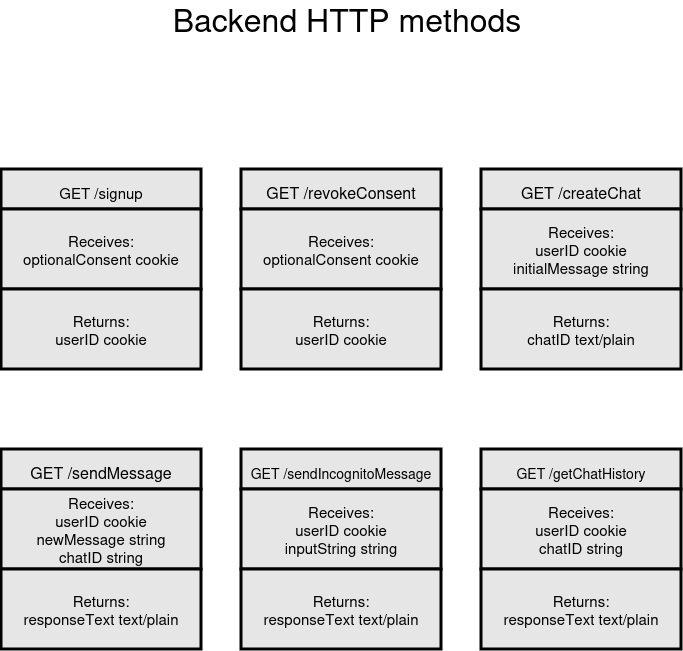 Backend HTTP methods
GET /signup
Receives:
optionalConsent cookie
Returns:
userID cookie
GET /revokeConsent
Receives:
optionalConsent cookie
Returns:
userID cookie
GET /createChat
Receives:
userID cookie
initialMessage string
Returns:
chatID text/plain
GET /sendMessage
Receives:
userID cookie
newMessage string
chatID string
Returns:
responseText text/plain
GET /sendIncognitoMessage
Receives:
userID cookie
inputString string
Returns:
responseText text/plain
GET /getChatHistory
Receives:
userID cookie
chatID string
Returns:
responseText text/plain